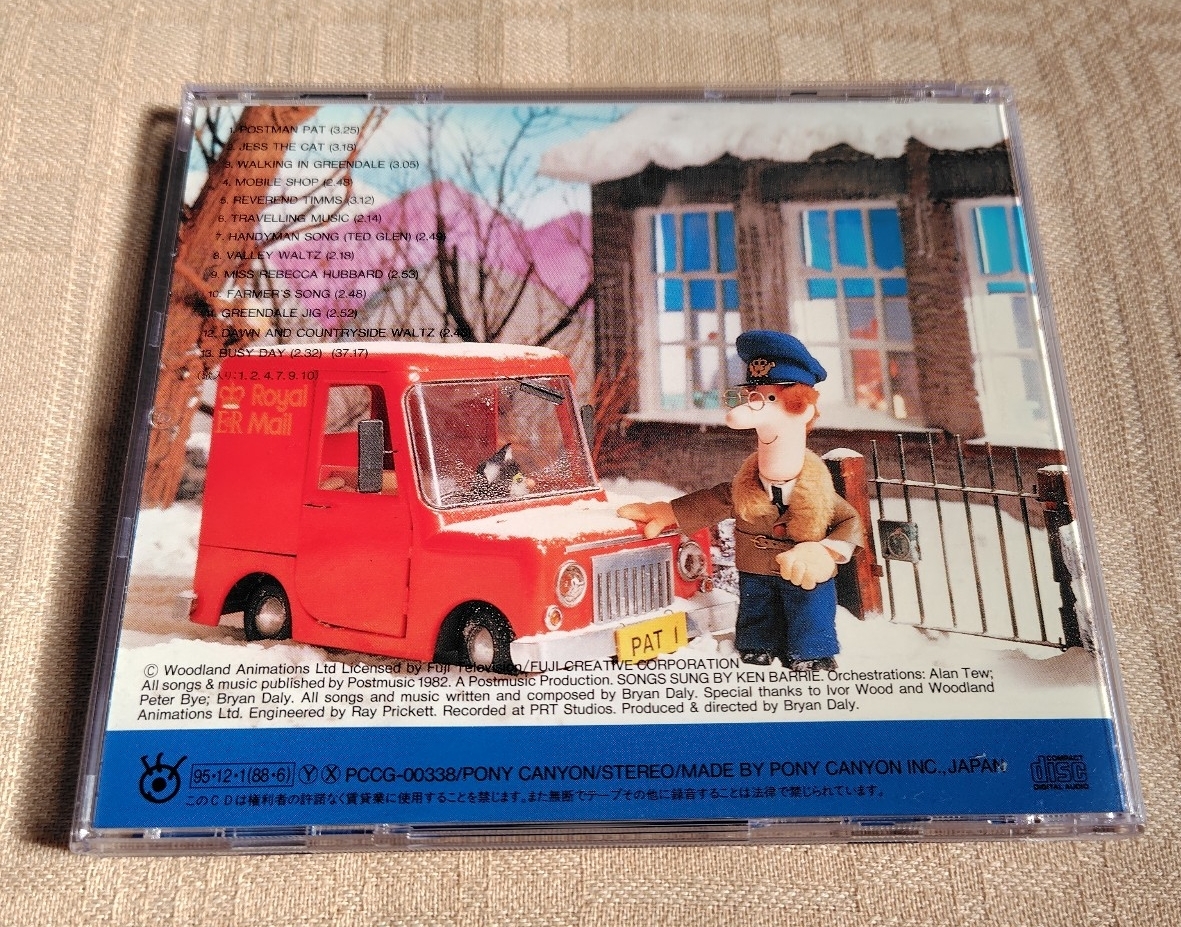 1. POSTMAN PAT (3.25)
2. JESS THE CAT (3.18)
3. WALKING IN GREENDALE (3.05)
4. MOBILE SHOP (2.48)
5. REVEREND TIMMS (3.12)
6. TRAVELLING MUSIC (2.14)
7. HANDYMAN SONG (TED GLEN) (2.49)
8. VALLEY WALTZ (2.18)
9. MISS REBECCA HUBBARD (2.53)
10. FARMER'S SONG (2.48)
11. GREENDALE JIG (2.52)
12. DAWN AND COUNTRYSIDE WALTZ
13. BUSY DAY (2.32) (37.17)
1. 2. 4. 7. 9. 10)
Royal
E R Mail
PAT 1
© Woodland Animations Ltd Licensed by Fuji Television/FUJI CREATIVE CORPORATION
All songs & music published by Postmusic 1982. A Postmusic Production. SONGS SUNG BY KEN BARRIE. Orchestrations: Alan Tew;
Peter Bye; Bryan Daly. All songs and music written and composed by Bryan Daly. Special thanks to Ivor Wood and Woodland
Animations Ltd. Engineered by Ray Prickett. Recorded at PRT Studios. Produced & directed by Bryan Daly.
95・12・1(88・6) Ⓨ Ⓧ PCCG-00338/PONY CANYON/STEREO/MADE BY PONY CANYON INC., JAPAN
このCDは権利者の許諾なく賃貸業に使用することを禁じます。また無断でテープその他に録音することは法律で禁じられています。
COMPACT
disc
DIGITAL AUDIO